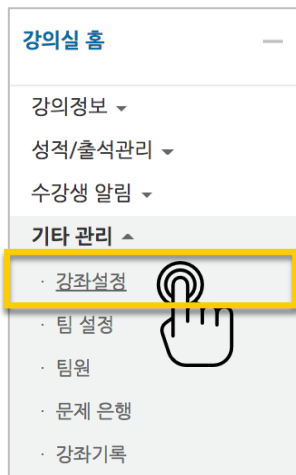 강의실 홈
강의정보
성적/출석관리
수강생 알림
기타 관리
· 강좌설정
· 팀 설정
· 팀원
· 문제 은행
· 강좌기록